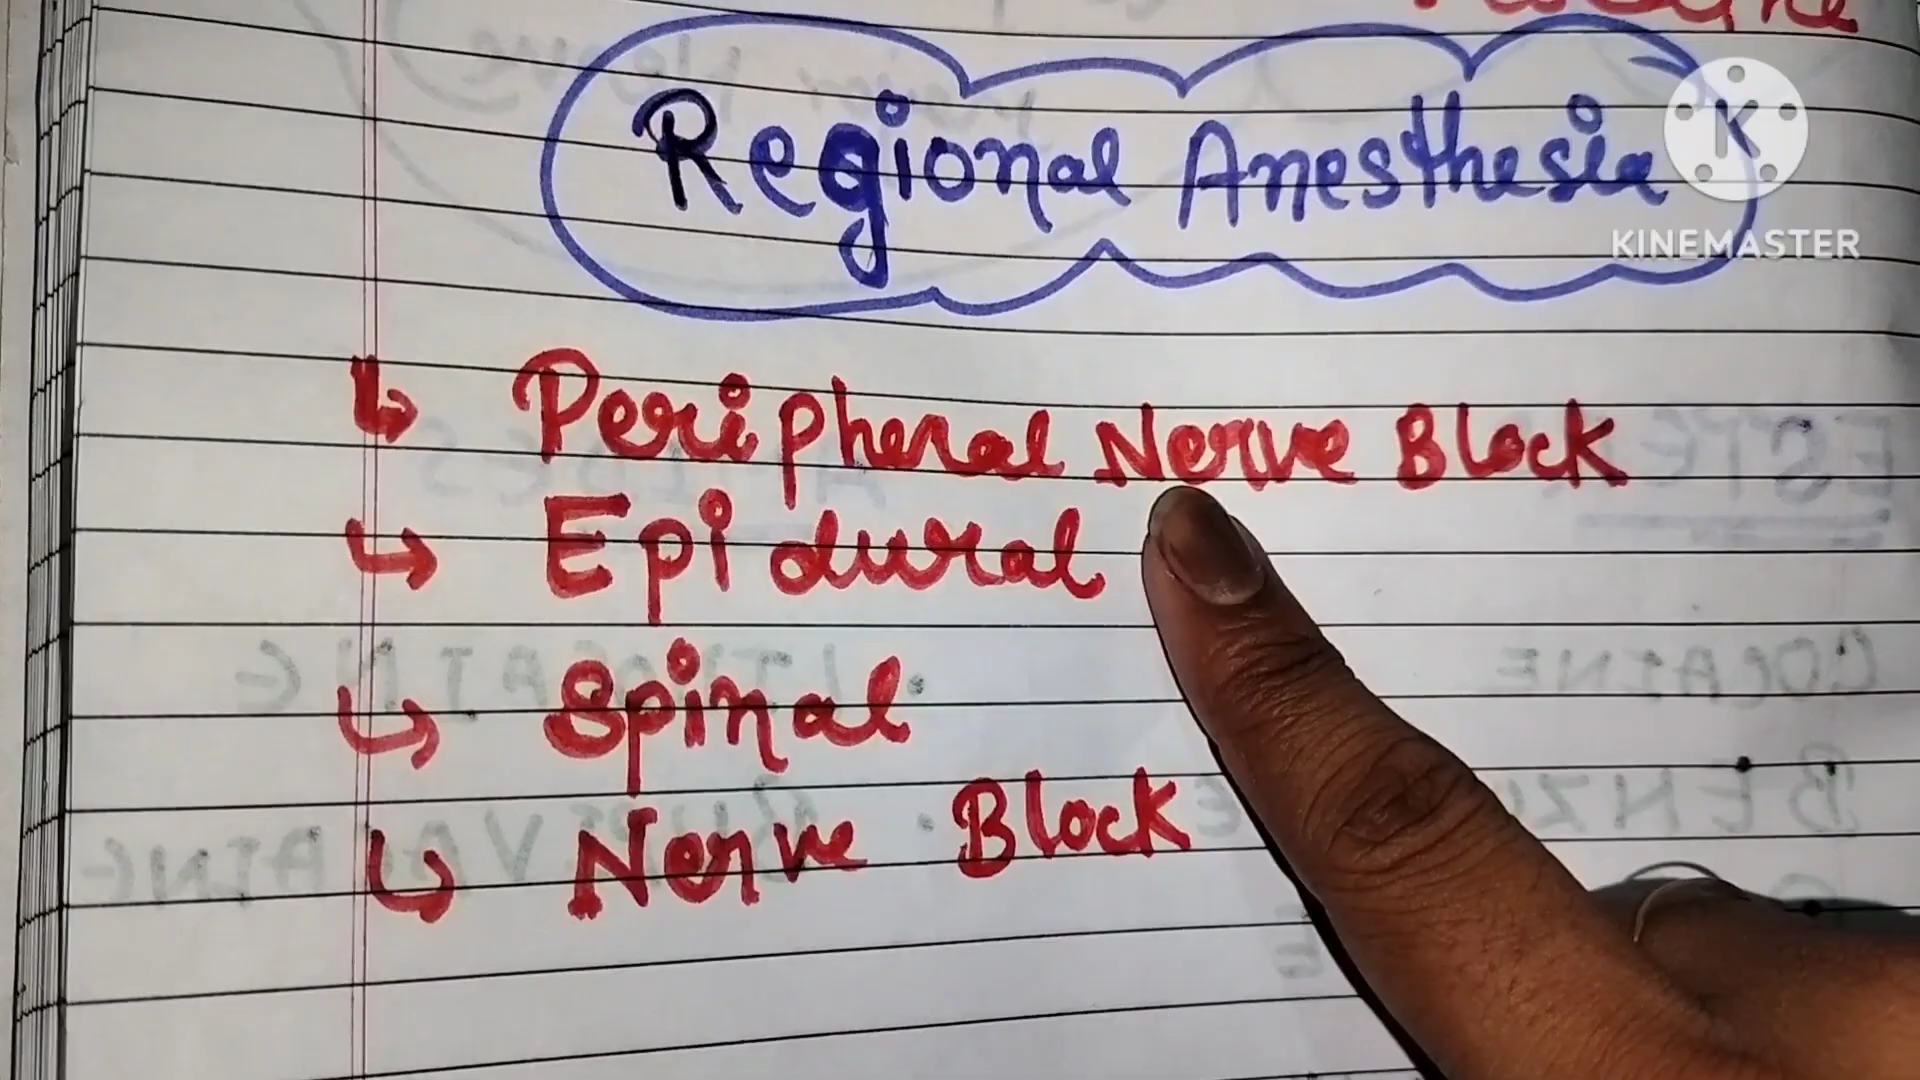 Regional Anesthesia
KINEMASTER
↳ Peripheral Nerve Block
↳ Epidural
↳ Spinal
↳ Nerve Block